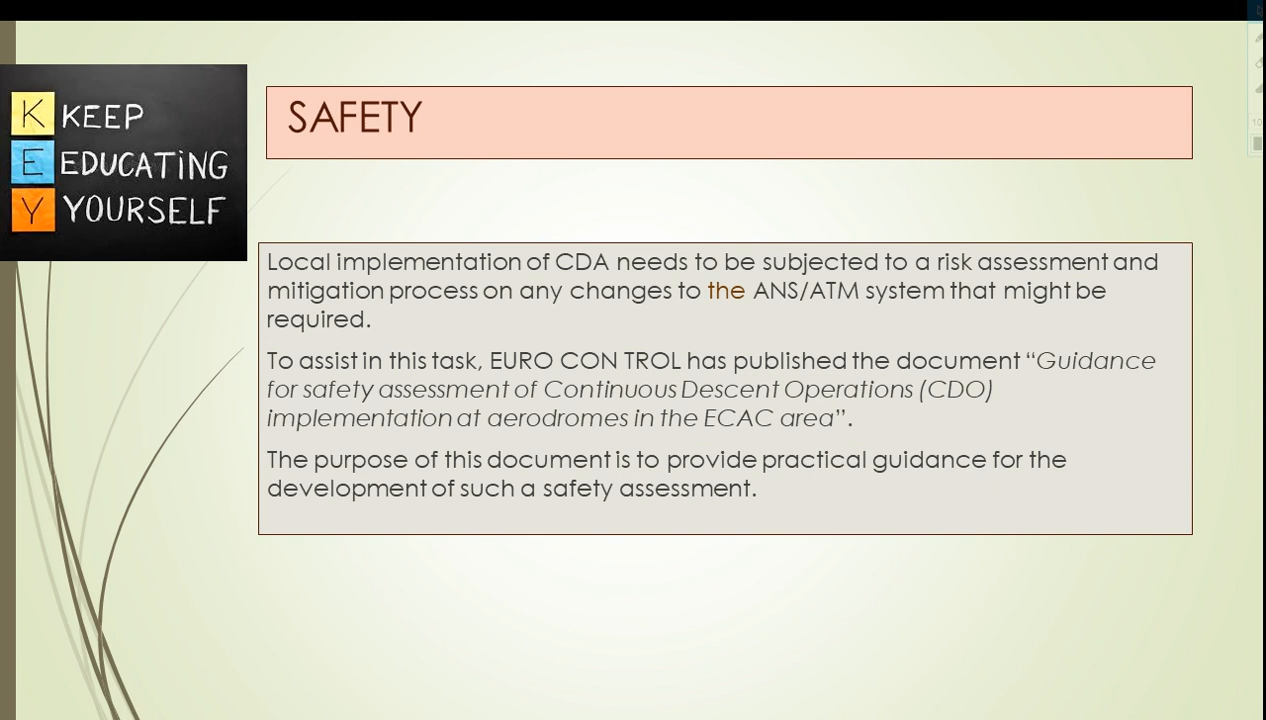 K KEEP
E EDUCATING
Y YOURSELF
SAFETY
Local implementation of CDA needs to be subjected to a risk assessment and
mitigation process on any changes to the ANS/ATM system that might be
required.
To assist in this task, EURO CON TROL has published the document “Guidance
for safety assessment of Continuous Descent Operations (CDO)
implementation at aerodromes in the ECAC area”.
The purpose of this document is to provide practical guidance for the
development of such a safety assessment.
10